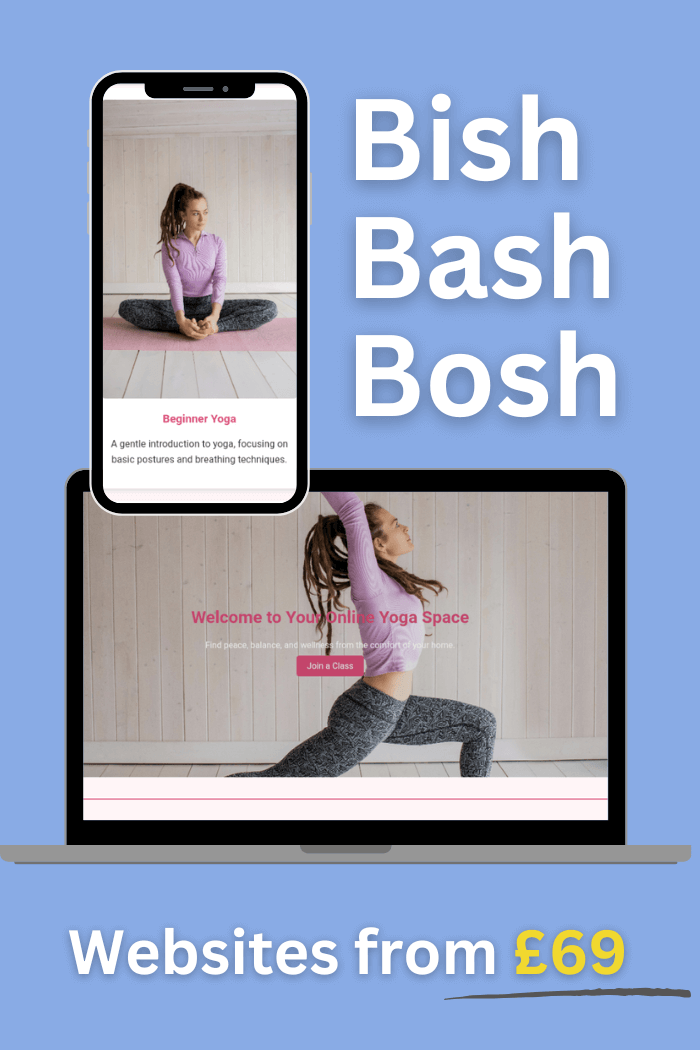 Bish
Bash
Bosh
Beginner Yoga
A gentle introduction to yoga, focusing on
basic postures and breathing techniques.
Welcome to Your Online Yoga Space
Find peace, balance, and wellness from the comfort of your home.
Join a Class
Websites from £69